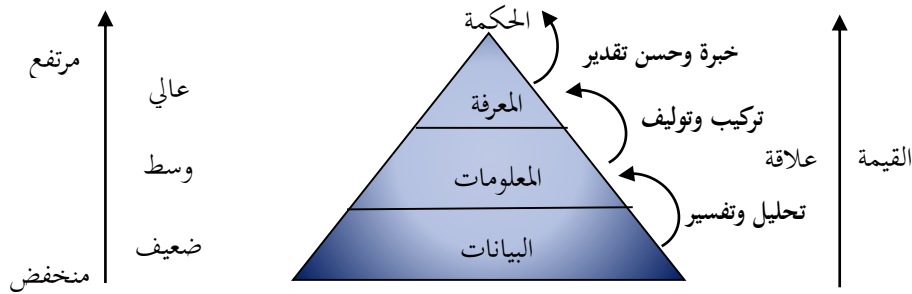 الحكمة
خبرة وحسن تقدير
مرتفع
عالي
المعرفة
تركيب وتوليف
القيمة
علاقة
وسط
المعلومات
تحليل وتفسير
ضعيف
البيانات
منخفض